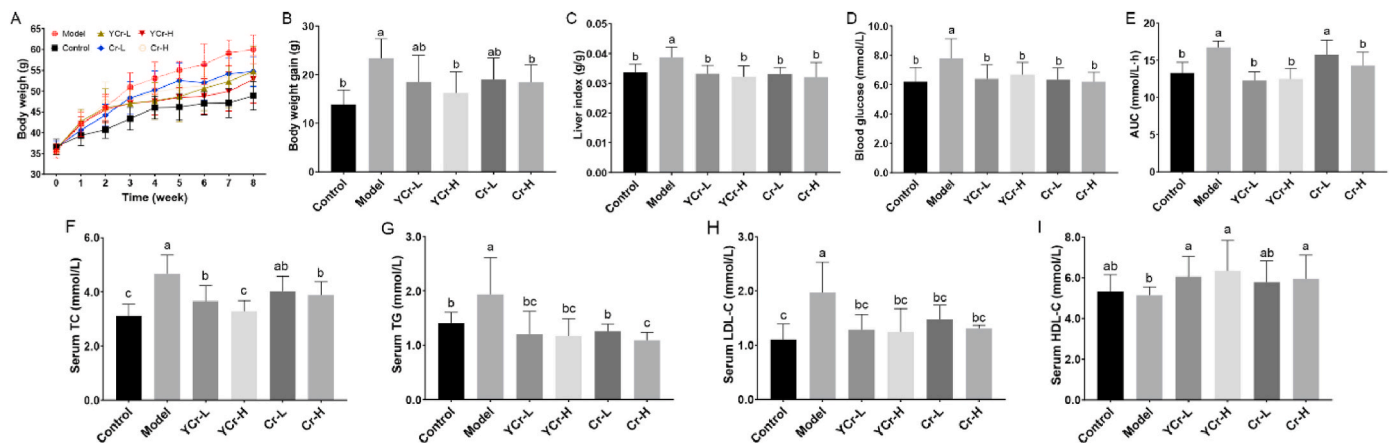 A
Model YCr-L YCr-H
Control Cr-L Cr-H
Body weigh (g)
65
60
55
50
45
40
35
30
0 1 2 3 4 5 6 7 8
Time (week)
B
Body weight gain (g)
30
20
10
0
b a ab b ab b
Control Model YCr-L YCr-H Cr-L Cr-H
C
Liver index (g/g)
0.05
0.04
0.03
0.02
0.01
0.00
b a b b b b
Control Model YCr-L YCr-H Cr-L Cr-H
D
Blood glucose (mmol/L)
10
8
6
4
2
0
b a b b b b
Control Model YCr-L YCr-H Cr-L Cr-H
E
AUC (mmol/L·h)
20
15
10
5
0
b a b b a b
Control Model YCr-L YCr-H Cr-L Cr-H
F
Serum TC (mmol/L)
6.0
4.0
2.0
0.0
c a b c ab b
Control Model YCr-L YCr-H Cr-L Cr-H
G
Serum TG (mmol/L)
3.0
2.0
1.0
0.0
b a bc bc b c
Control Model YCr-L YCr-H Cr-L Cr-H
H
Serum LDL-C (mmol/L)
3.0
2.0
1.0
0.0
c a bc bc bc bc
Control Model YCr-L YCr-H Cr-L Cr-H
I
Serum HDL-C (mmol/L)
8.0
6.0
4.0
2.0
0.0
ab b a a ab a
Control Model YCr-L YCr-H Cr-L Cr-H